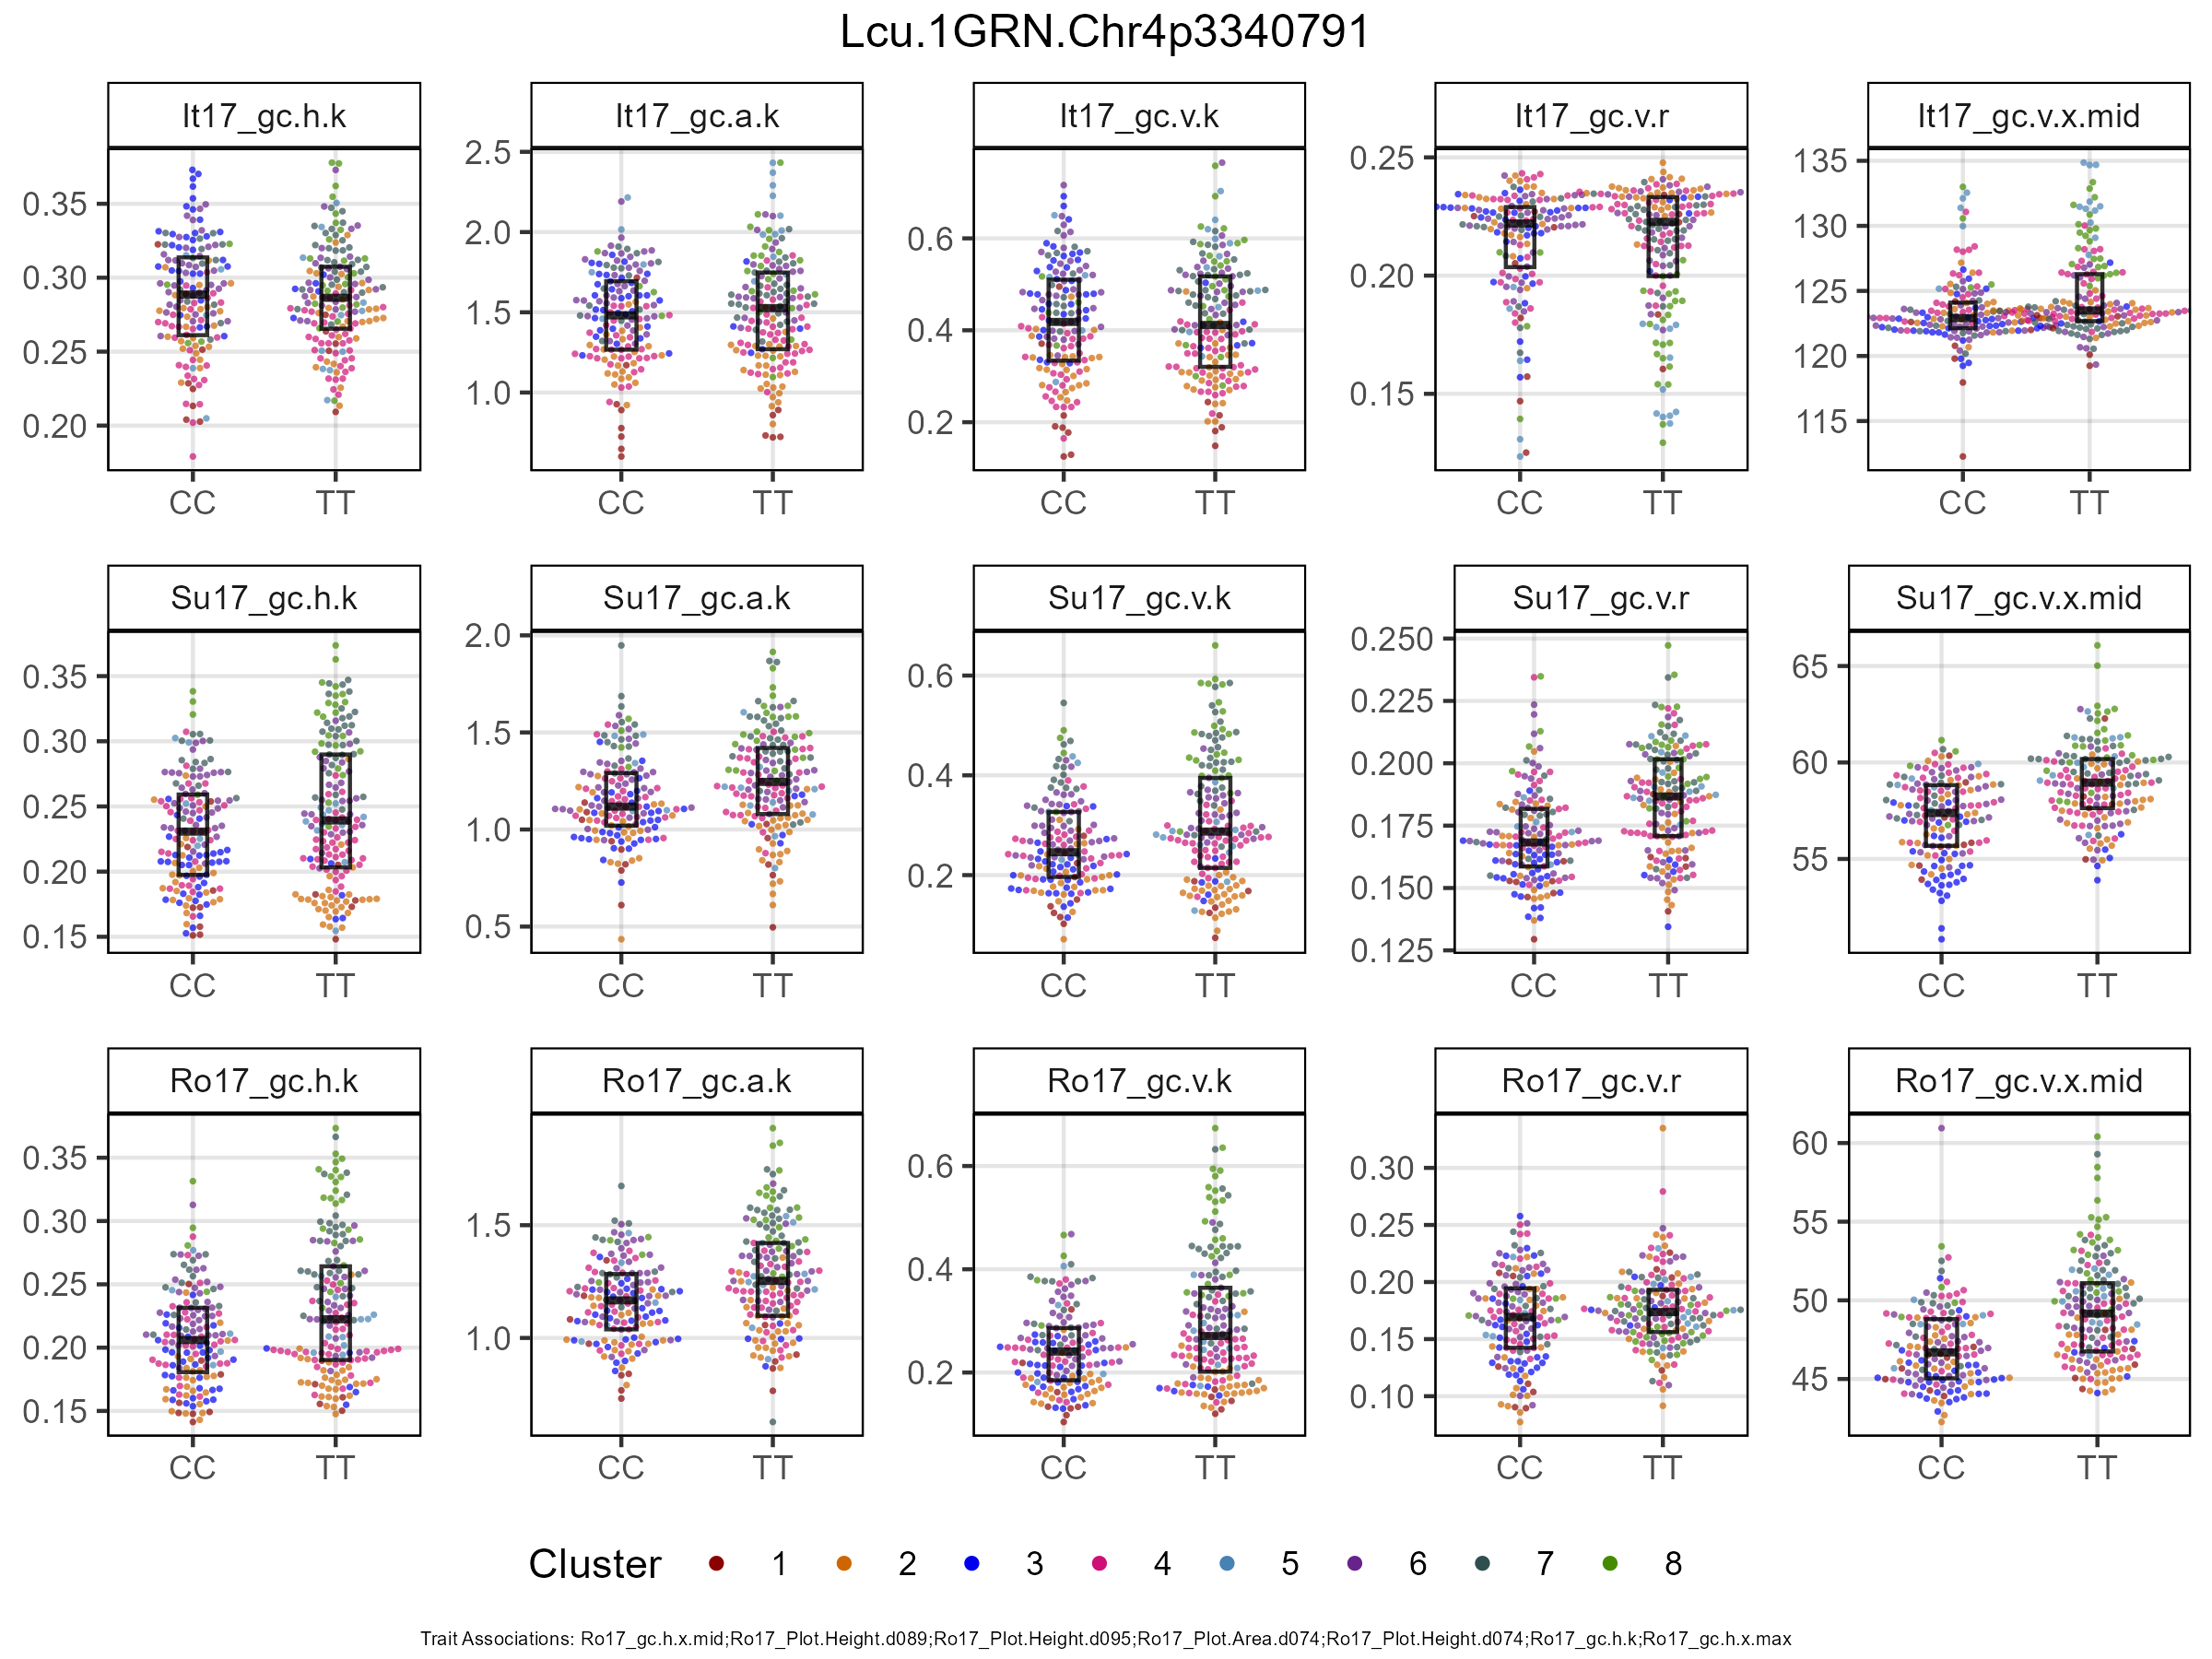 Lcu.1GRN.Chr4p3340791
It17_gc.h.k It17_gc.a.k It17_gc.v.k It17_gc.v.r It17_gc.v.x.mid
0.35 0.30 0.25 0.20
2.5 2.0 1.5 1.0
0.6 0.4 0.2
0.25 0.20 0.15
135 130 125 120 115
CC TT CC TT CC TT CC TT CC TT
Su17_gc.h.k Su17_gc.a.k Su17_gc.v.k Su17_gc.v.r Su17_gc.v.x.mid
0.35 0.30 0.25 0.20 0.15
2.0 1.5 1.0 0.5
0.6 0.4 0.2
0.250 0.225 0.200 0.175 0.150 0.125
65 60 55
CC TT CC TT CC TT CC TT CC TT
Ro17_gc.h.k Ro17_gc.a.k Ro17_gc.v.k Ro17_gc.v.r Ro17_gc.v.x.mid
0.35 0.30 0.25 0.20 0.15
1.5 1.0
0.6 0.4 0.2
0.30 0.25 0.20 0.15 0.10
60 55 50 45
CC TT CC TT CC TT CC TT CC TT
Cluster 1 2 3 4 5 6 7 8
Trait Associations: Ro17_gc.h.x.mid;Ro17_Plot.Height.d089;Ro17_Plot.Height.d095;Ro17_Plot.Area.d074;Ro17_Plot.Height.d074;Ro17_gc.h.k;Ro17_gc.h.x.max